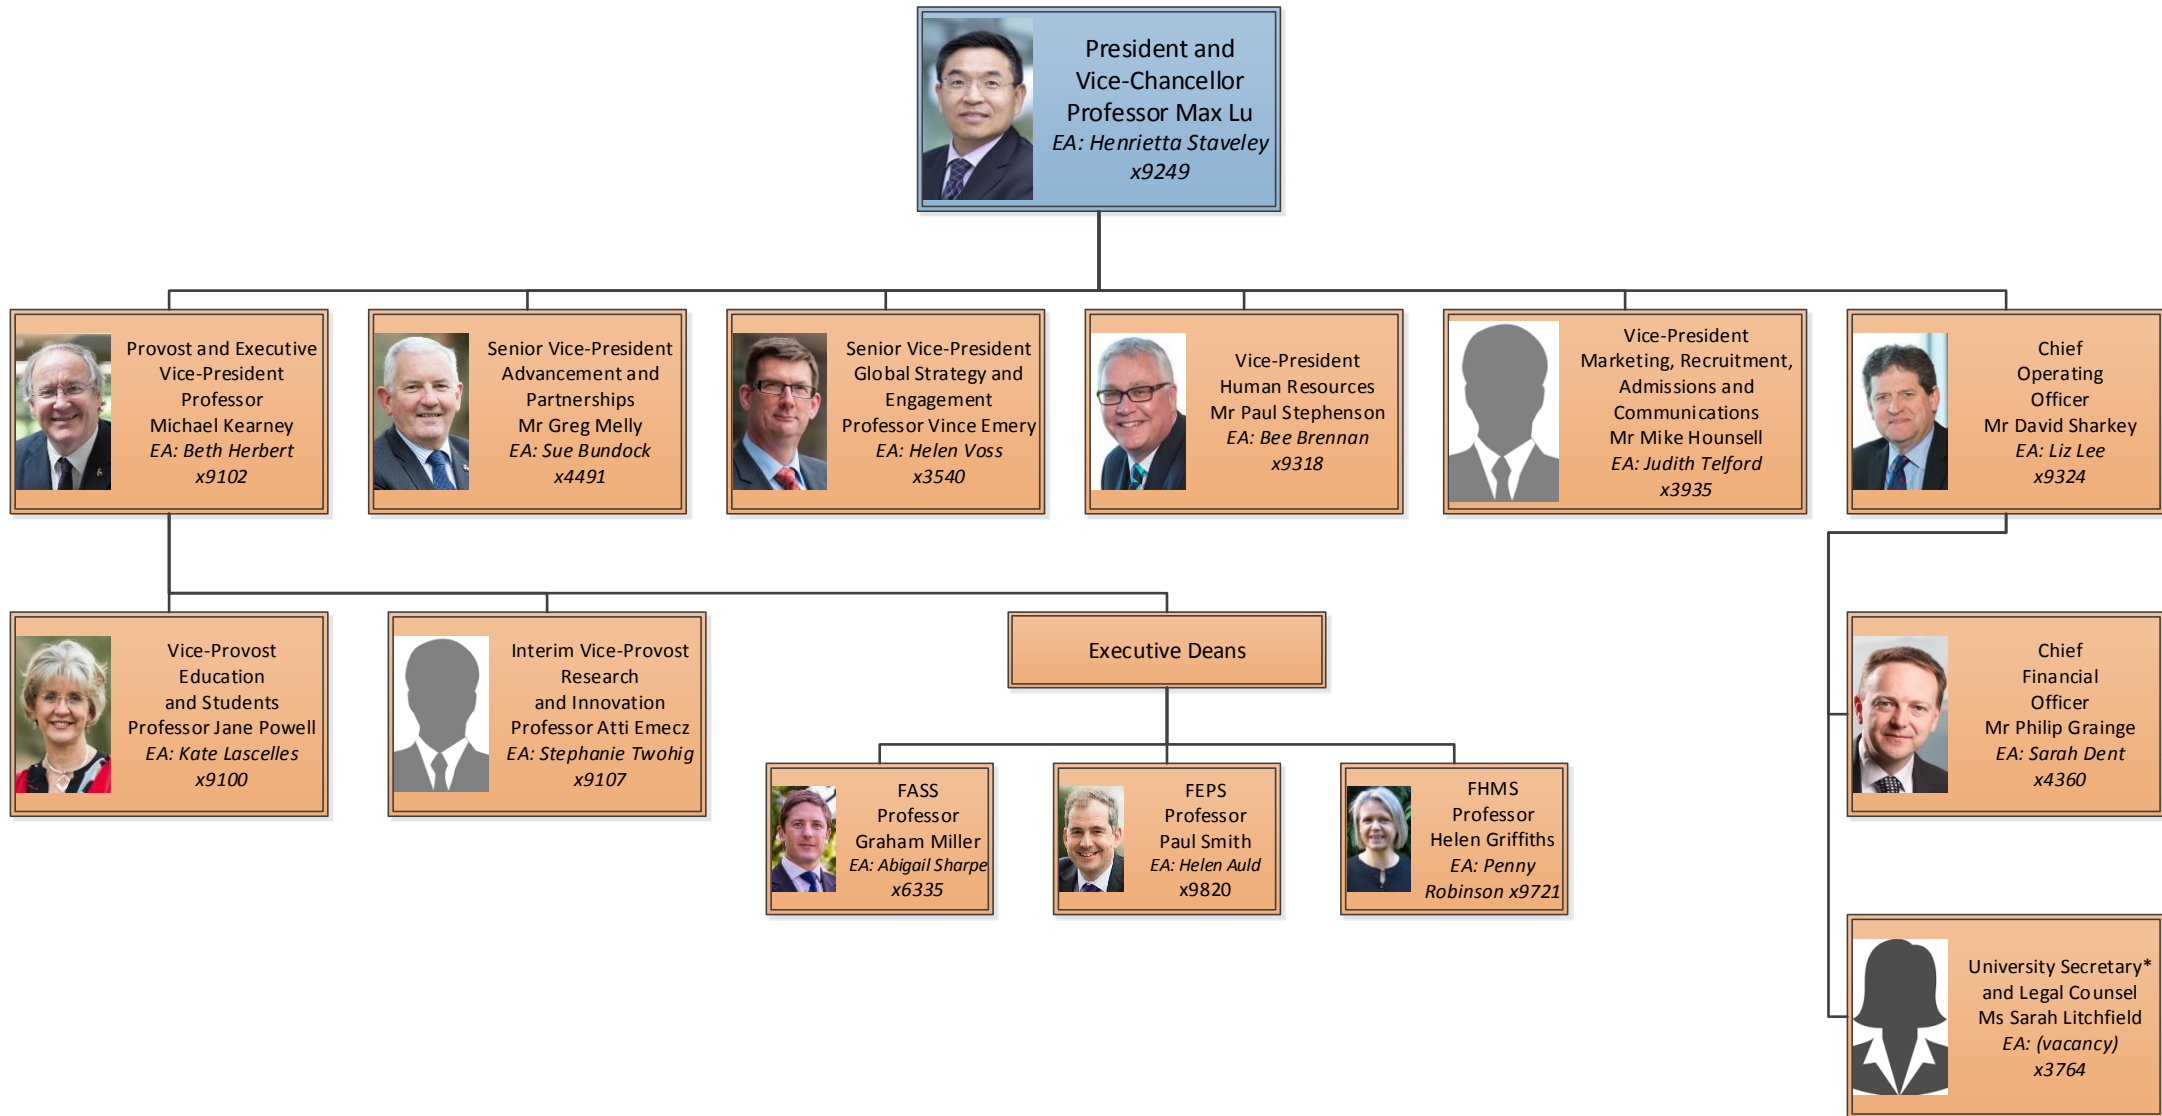 President and
Vice-Chancellor
Professor Max Lu
EA: Henrietta Staveley
x9249
Provost and Executive
Vice-President
Professor
Michael Kearney
EA: Beth Herbert
x9102
Senior Vice-President
Advancement and
Partnerships
Mr Greg Melly
EA: Sue Bundock
x4491
Senior Vice-President
Global Strategy and
Engagement
Professor Vince Emery
EA: Helen Voss
x3540
Vice-President
Human Resources
Mr Paul Stephenson
EA: Bee Brennan
x9318
Vice-President
Marketing, Recruitment,
Admissions and
Communications
Mr Mike Hounsell
EA: Judith Telford
x3935
Chief
Operating
Officer
Mr David Sharkey
EA: Liz Lee
x9324
Vice-Provost
Education
and Students
Professor Jane Powell
EA: Kate Lascelles
x9100
Interim Vice-Provost
Research
and Innovation
Professor Atti Emecz
EA: Stephanie Twohig
x9107
Executive Deans
Chief
Financial
Officer
Mr Philip Grainge
EA: Sarah Dent
x4360
FASS
Professor
Graham Miller
EA: Abigail Sharpe
x6335
FEPS
Professor
Paul Smith
EA: Helen Auld
x9820
FHMS
Professor
Helen Griffiths
EA: Penny
Robinson x9721
University Secretary*
and Legal Counsel
Ms Sarah Litchfield
EA: (vacancy)
x3764